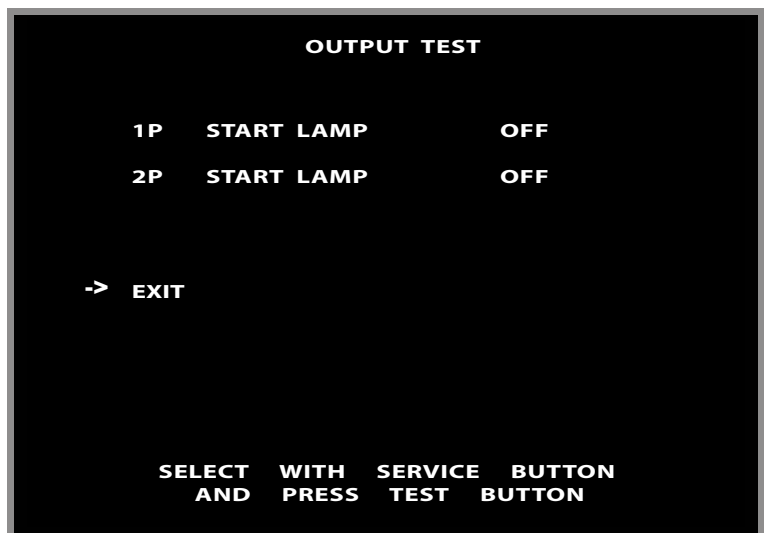 OUTPUT TEST
1P START LAMP OFF
2P START LAMP OFF
-> EXIT
SELECT WITH SERVICE BUTTON
AND PRESS TEST BUTTON